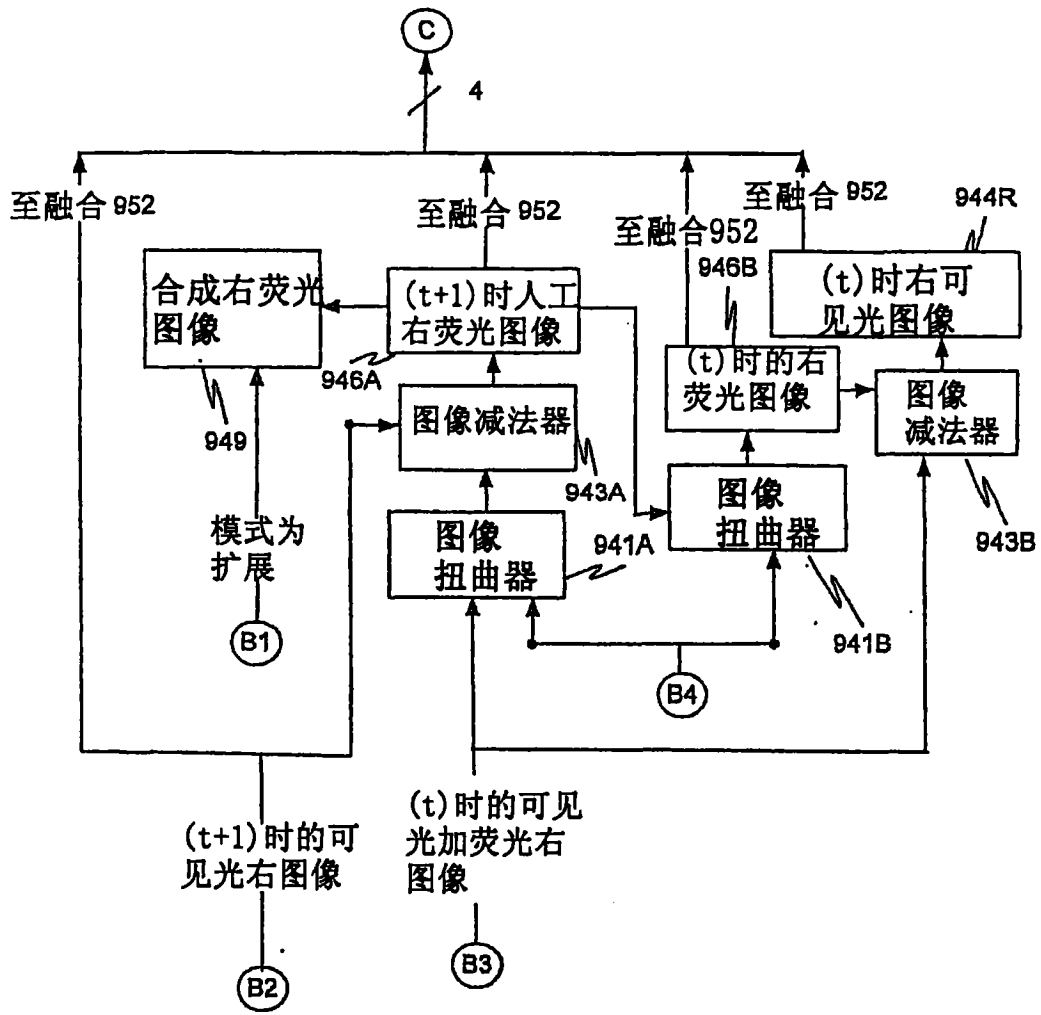 C
4
至融合 952
至融合 952
至融合952
至融合 952
944R
946B
合成右荧光
图像
(t+1)时人工
右荧光图像
(t)时右可
见光图像
946A
(t)时的右
荧光图像
949
图像减法器
图像
减法器
943A
模式为
扩展
图像
扭曲器
941A
图像
扭曲器
943B
B1
941B
B4
(t+1)时的可
见光右图像
(t)时的可见
光加荧光右
图像
B2
B3